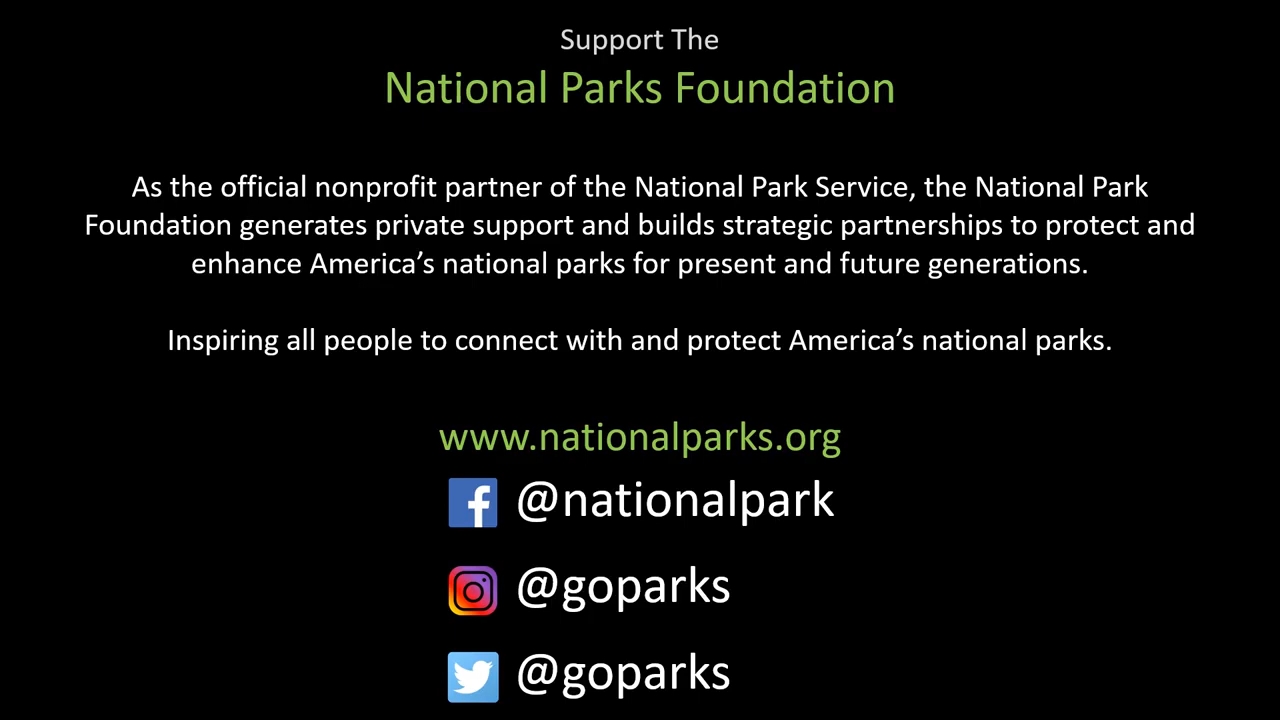 Support The
National Parks Foundation
As the official nonprofit partner of the National Park Service, the National Park
Foundation generates private support and builds strategic partnerships to protect and
enhance America’s national parks for present and future generations.
Inspiring all people to connect with and protect America’s national parks.
www.nationalparks.org
@nationalpark
@goparks
@goparks